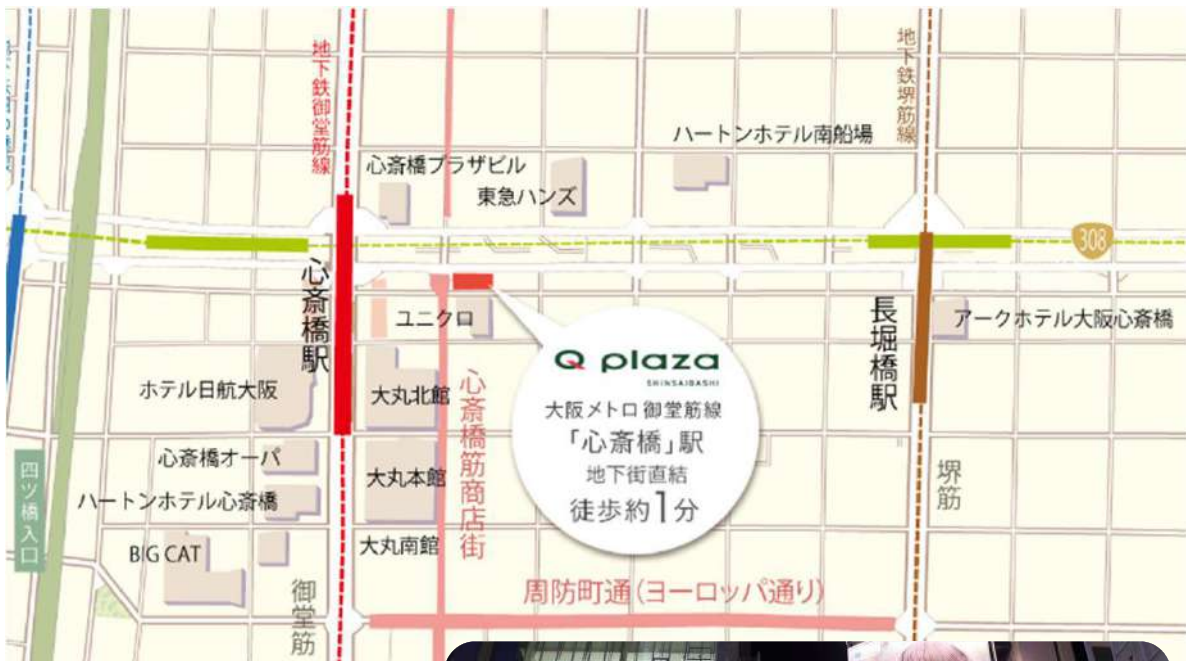 地下鉄御堂筋線
地下鉄堺筋線
ハートンホテル南船場
心斎橋プラザビル
東急ハンズ
308
心斎橋駅
ユニクロ
長堀橋駅
アークホテル大阪心斎橋
Q plaza
SHINSAIBASHI
大阪メトロ 御堂筋線
「心斎橋」駅
地下街直結
徒歩約1分
ホテル日航大阪
大丸北館
心斎橋筋商店街
心斎橋オーパ
大丸本館
堺筋
四ツ橋入口
ハートンホテル心斎橋
BIG CAT
大丸南館
御堂筋
周防町通(ヨーロッパ通り)